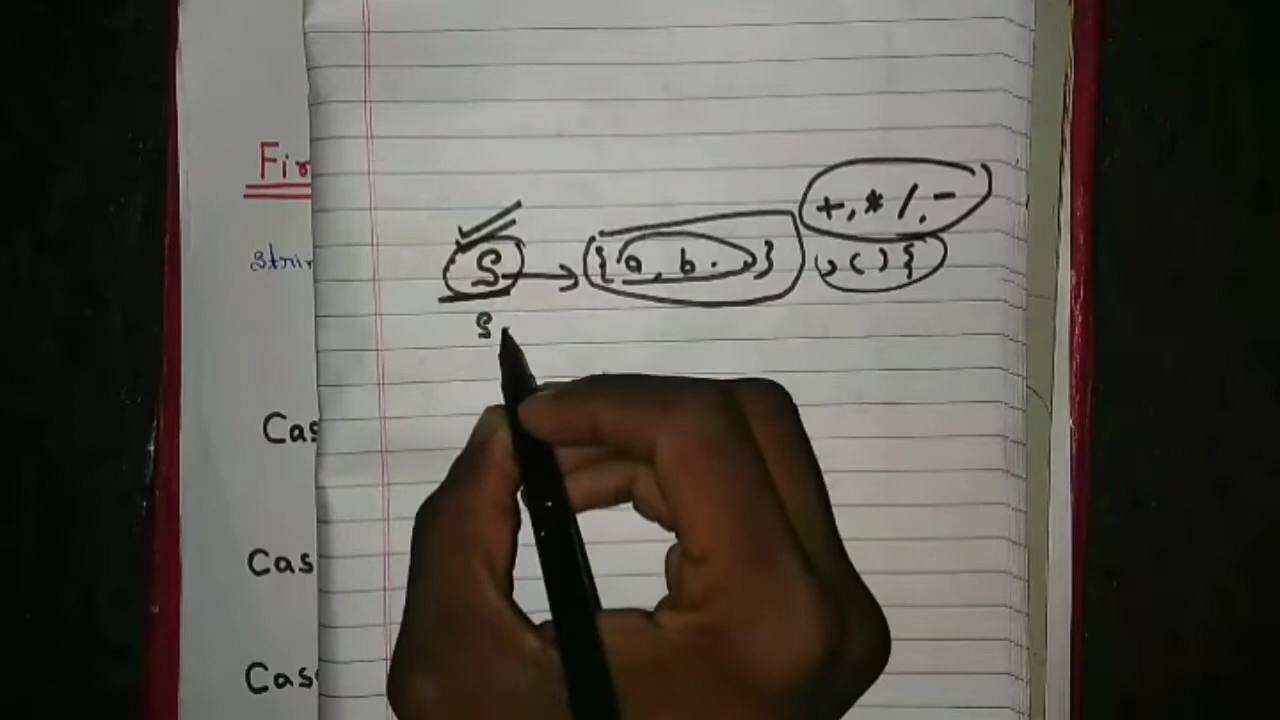 Fir
+, * /, -
S → {a, b..} , ( ) {
Strin
S
Cas
Cas
Cas